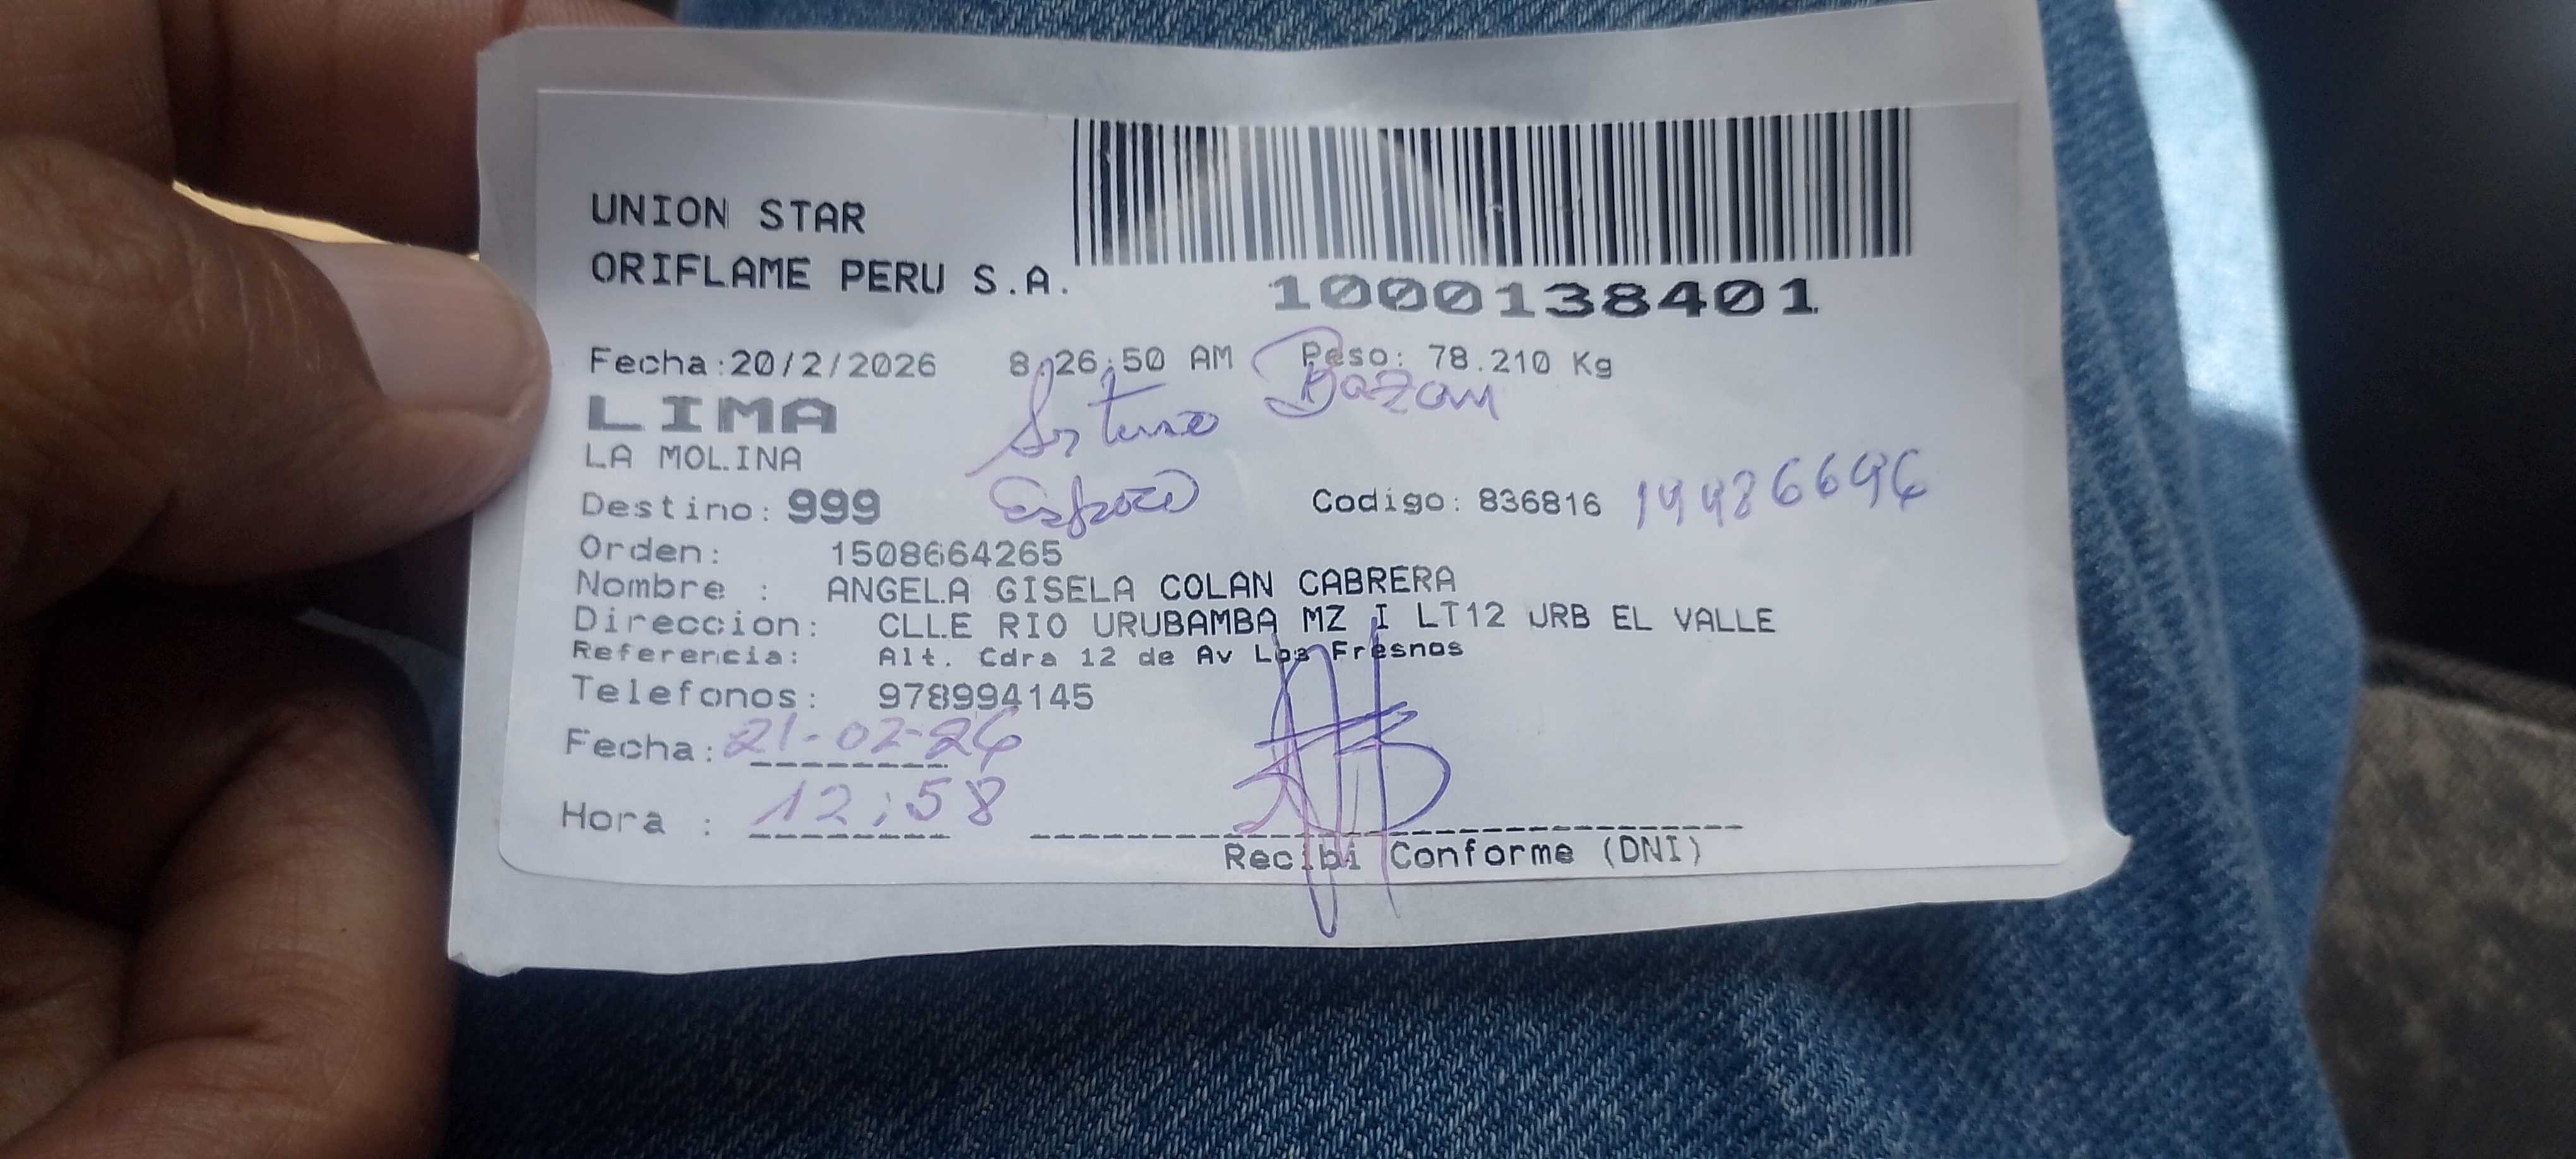 UNION STAR
ORIFLAME PERU S.A.
1000138401
Fecha:20/2/2026 8:26:50 AM Peso: 78.210 Kg
Bazan
LIMA
LA MOLINA
Destino: 999 Codigo: 836816
Orden: 1508664265
Nombre : ANGELA GISELA COLAN CABRERA
Direccion: CLLE RIO URUBAMBA MZ I LT12 URB EL VALLE
Referencia: Alt. Cdra 12 de Av Los Fresnos
Telefonos: 978994145
Fecha: 21-02-26
Hora : 12:58
Recibi Conforme (DNI)